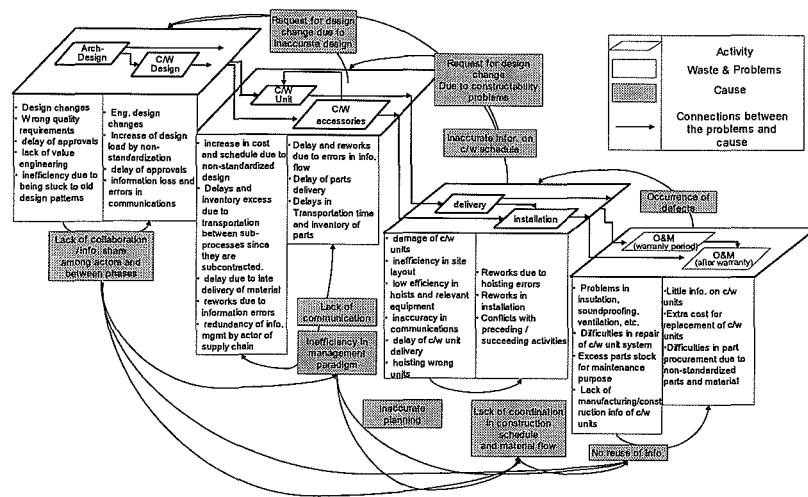 Request for design
change due to
inaccurate design
Arch-
Design
C/W
Design
C/W
Unit
C/W
accessories
Request for design
change
Due to constructability
problems
Inaccurate infor. on
c/w schedule
Activity
Waste & Problems
Cause
Connections between
the problems and
cause
• Design changes
• Wrong quality
requirements
• delay of approvals
• lack of value
engineering
• inefficiency due to
being stuck to old
design patterns
• Eng. design
changes
• Increase of design
load by non-
standardization
• delay of approvals
• information loss and
errors in
communications
• increase in cost
and schedule due to
non-standardized
design
• Delays and
inventory excess
due to
transportation
between sub-
processes since
they are
subcontracted.
• delay due to late
delivery of material
• reworks due to
information errors
• redundancy of info.
mgmt by actor of
supply chain
• Delay and reworks
due to errors in info.
flow
• Delay of parts
delivery
• Delays in
Transportation time
and inventory of
parts
delivery
installation
Occurrence of
defects
O&M
(warranty period)
O&M
(after warranty)
• damage of c/w
units
• inefficiency in site
layout
• low efficiency in
hoists and relevant
equipment
• inaccuracy in
communications
• delay of c/w unit
delivery
• hoisting wrong
units
• Reworks due to
hoisting errors
• Reworks in
installation
• Conflicts with
preceding /
succeeding activities
• Problems in
insulation,
soundproofing,
ventilation, etc.
• Difficulties in repair
of c/w unit system
• Excess parts stock
for maintenance
purpose
• Lack of
manufacturing/const
ruction info of c/w
units
• Little info. on c/w
units
• Extra cost for
replacement of c/w
units
• Difficulties in part
procurement due to
non-standardized
parts and material
Lack of collaboration
/info. share
among actors and
between phases
Lack of
communication
Inefficiency in
management
paradigm
Inaccurate
planning
Lack of coordination
in construction
schedule
and material flow
No reuse of info.